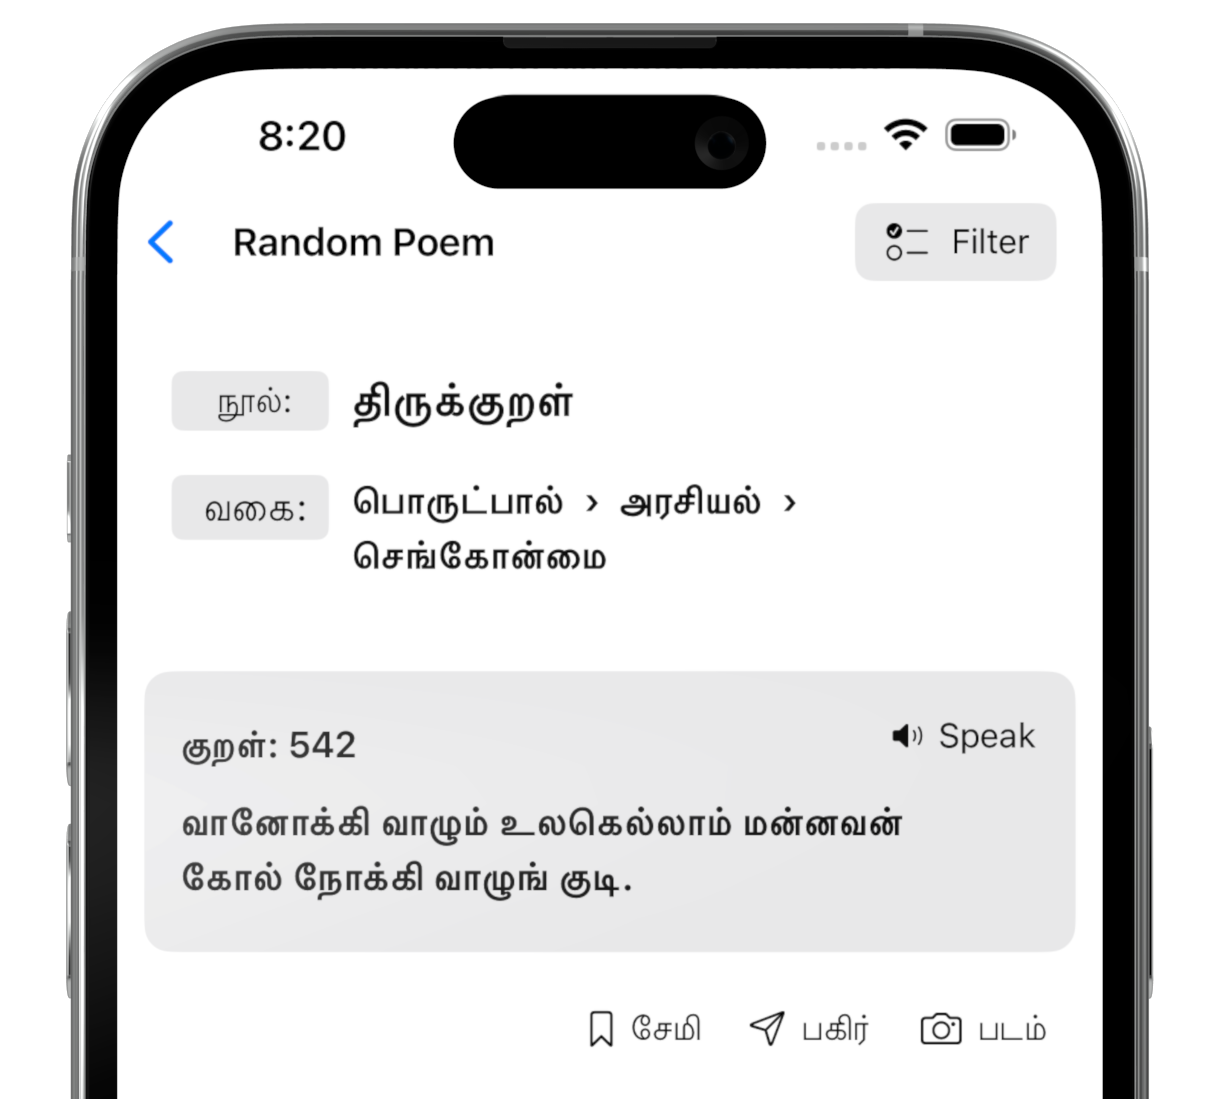 8:20
Random Poem
Filter
நூல்: திருக்குறள்
வகை: பொருட்பால் › அரசியல் ›
செங்கோன்மை
குறள்: 542
Speak
வானோக்கி வாழும் உலகெல்லாம் மன்னவன்
கோல் நோக்கி வாழுங் குடி.
சேமி பகிர் படம்